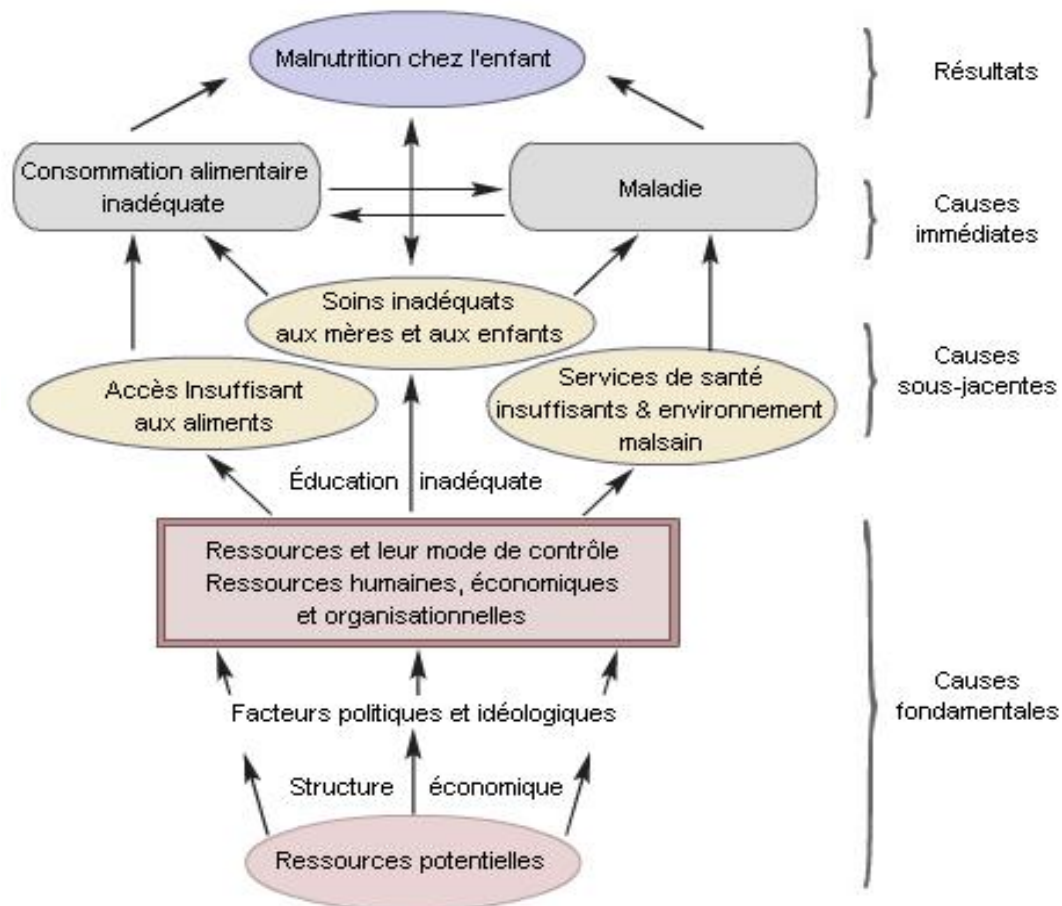 Malnutrition chez l'enfant
Résultats
Consommation alimentaire
inadéquate
Maladie
Causes
immédiates
Soins inadéquats
aux mères et aux enfants
Accès Insuffisant
aux aliments
Services de santé
insuffisants & environnement
malsain
Causes
sous-jacentes
Éducation inadéquate
Ressources et leur mode de contrôle
Ressources humaines, économiques
et organisationnelles
Facteurs politiques et idéologiques
Causes
fondamentales
Structure économique
Ressources potentielles